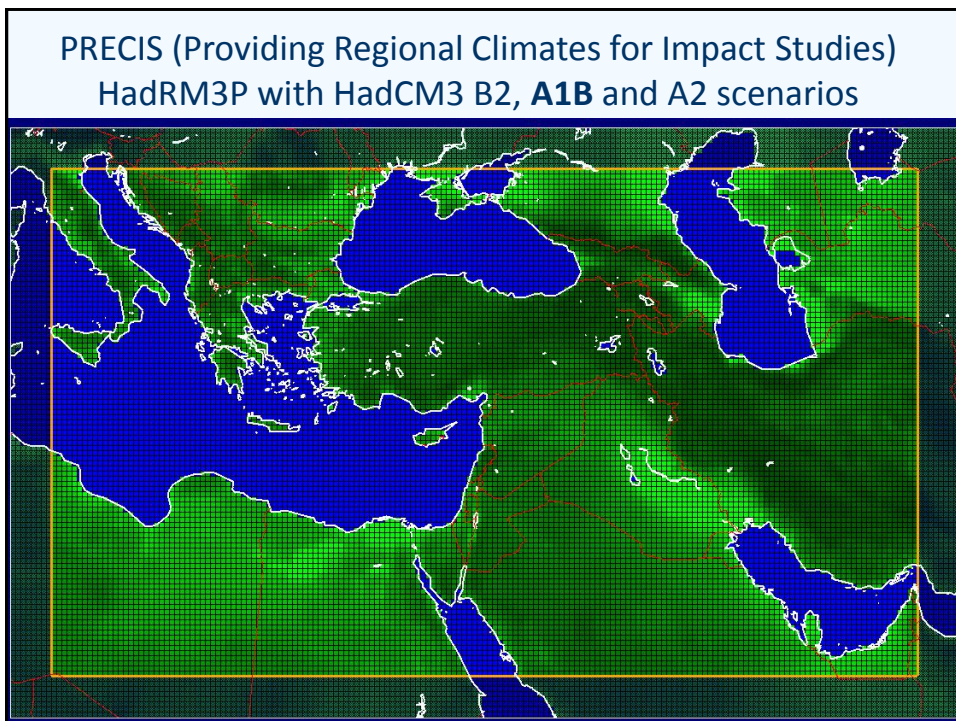 PRECIS (Providing Regional Climates for Impact Studies)
HadRM3P with HadCM3 B2, A1B and A2 scenarios